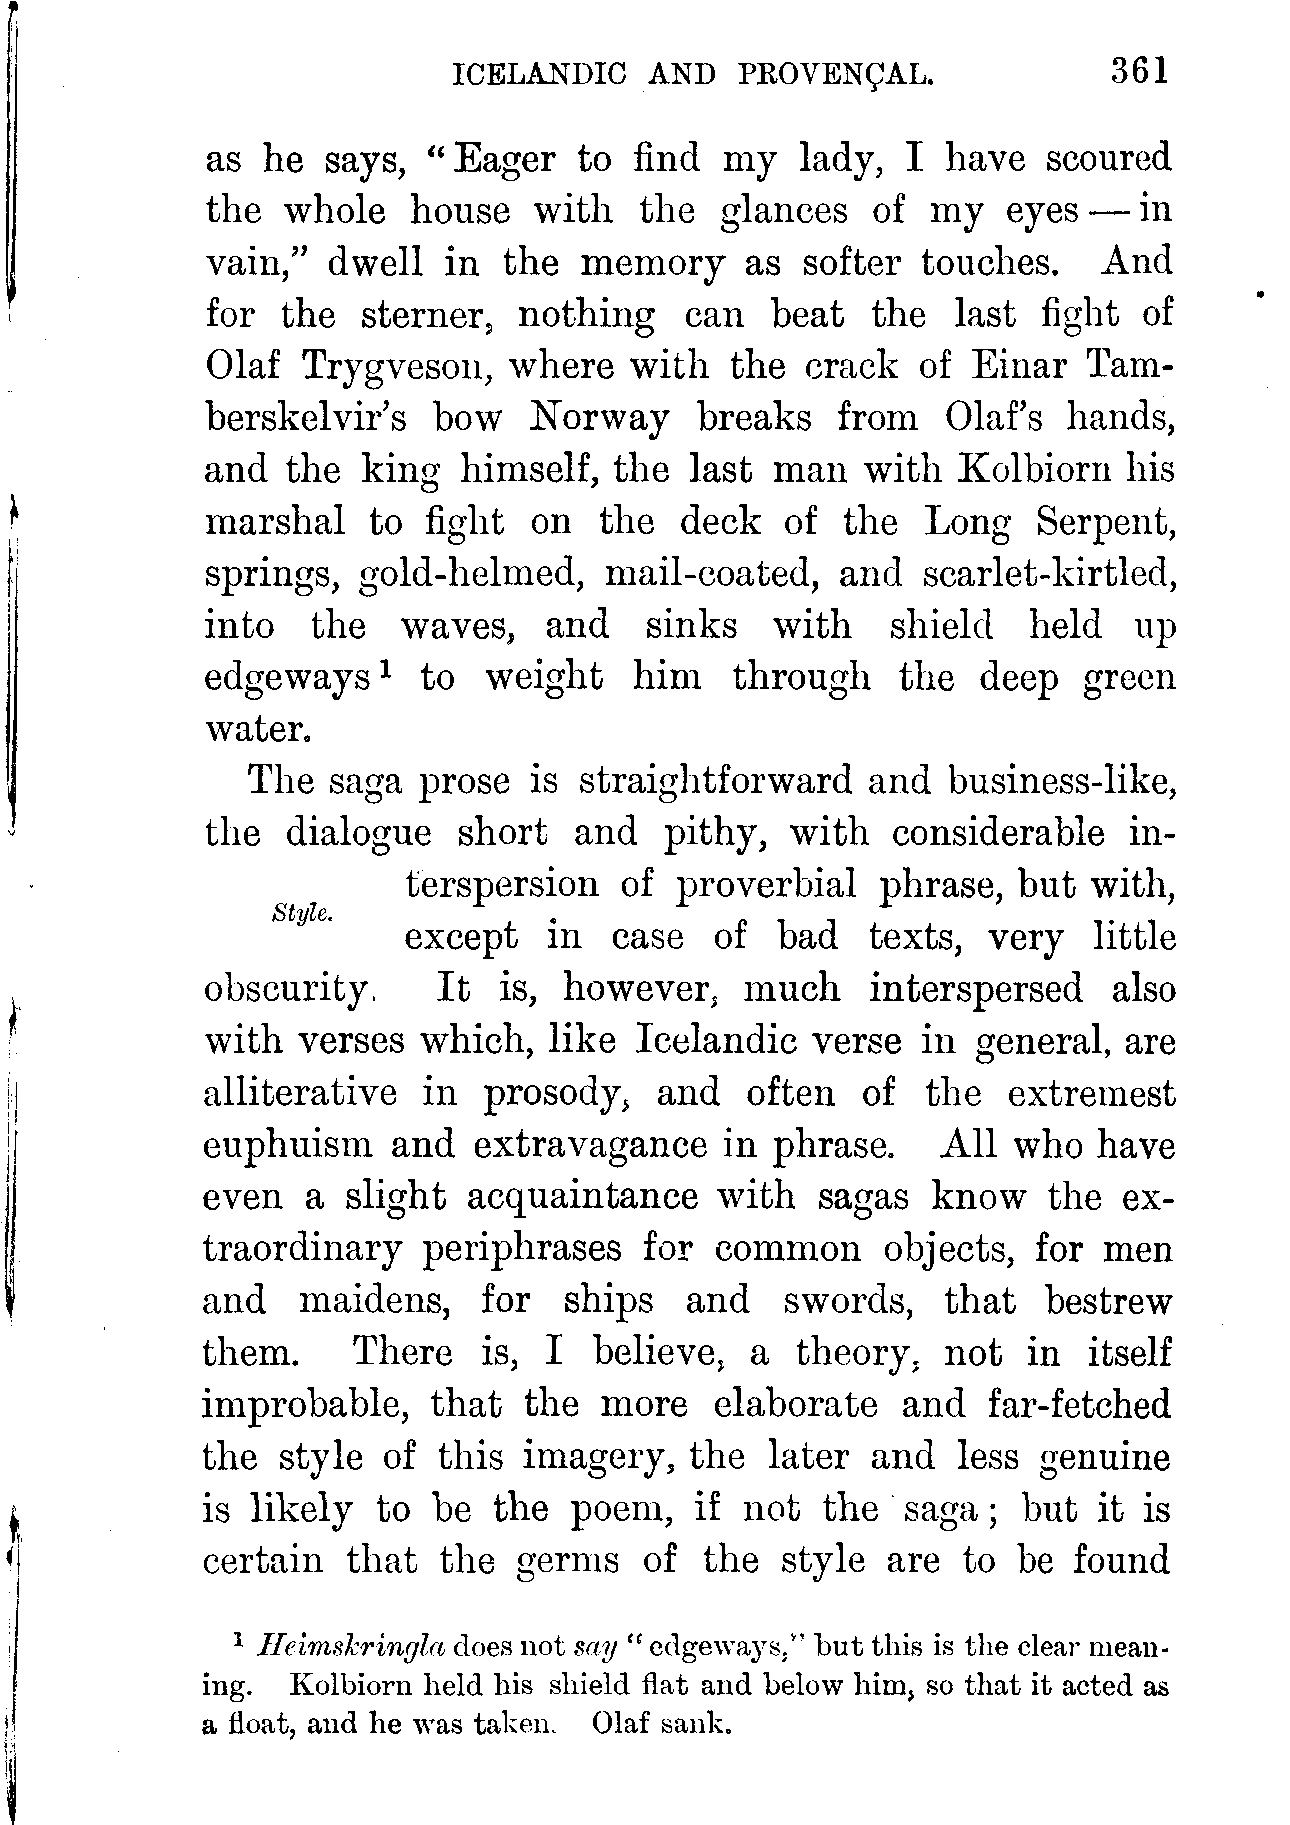 ICELANDIC AND PROVENÇAL. 361
as he says, “Eager to find my lady, I have scoured
the whole house with the glances of my eyes — in
vain,” dwell in the memory as softer touches. And
for the sterner, nothing can beat the last fight of
Olaf Trygveson, where with the crack of Einar Tam-
berskelvir’s bow Norway breaks from Olaf’s hands,
and the king himself, the last man with Kolbiorn his
marshal to fight on the deck of the Long Serpent,
springs, gold-helmed, mail-coated, and scarlet-kirtled,
into the waves, and sinks with shield held up
edgeways¹ to weight him through the deep green
water.
The saga prose is straightforward and business-like,
the dialogue short and pithy, with considerable in-
terspersion of proverbial phrase, but with,
Style.
except in case of bad texts, very little
obscurity. It is, however, much interspersed also
with verses which, like Icelandic verse in general, are
alliterative in prosody, and often of the extremest
euphuism and extravagance in phrase. All who have
even a slight acquaintance with sagas know the ex-
traordinary periphrases for common objects, for men
and maidens, for ships and swords, that bestrew
them. There is, I believe, a theory, not in itself
improbable, that the more elaborate and far-fetched
the style of this imagery, the later and less genuine
is likely to be the poem, if not the saga; but it is
certain that the germs of the style are to be found
¹ Heimskringla does not say “edgeways,” but this is the clear mean-
ing. Kolbiorn held his shield flat and below him, so that it acted as
a float, and he was taken. Olaf sank.